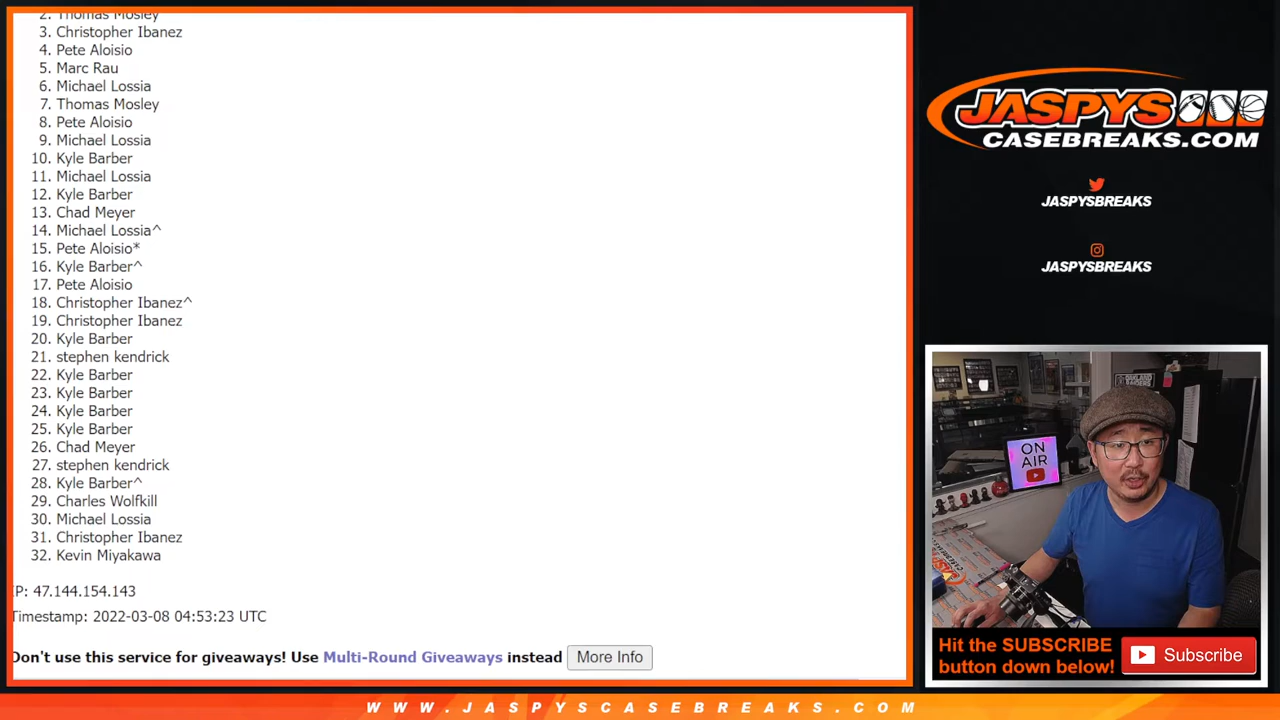 2. Thomas Mosley
3. Christopher Ibanez
4. Pete Aloisio
5. Marc Rau
6. Michael Lossia
7. Thomas Mosley
8. Pete Aloisio
9. Michael Lossia
10. Kyle Barber
11. Michael Lossia
12. Kyle Barber
13. Chad Meyer
14. Michael Lossia^
15. Pete Aloisio*
16. Kyle Barber^
17. Pete Aloisio
18. Christopher Ibanez^
19. Christopher Ibanez
20. Kyle Barber
21. stephen kendrick
22. Kyle Barber
23. Kyle Barber
24. Kyle Barber
25. Kyle Barber
26. Chad Meyer
27. stephen kendrick
28. Kyle Barber^
29. Charles Wolfkill
30. Michael Lossia
31. Christopher Ibanez
32. Kevin Miyakawa
IP: 47.144.154.143
Timestamp: 2022-03-08 04:53:23 UTC
Don't use this service for giveaways! Use Multi-Round Giveaways instead More Info
JASPYS
CASEBREAKS.COM
JASPYSBREAKS
JASPYSBREAKS
OAKLAND
RAIDERS
ON
AIR
Hit the SUBSCRIBE
button down below!
Subscribe
WWW.JASPYSCASEBREAKS.COM